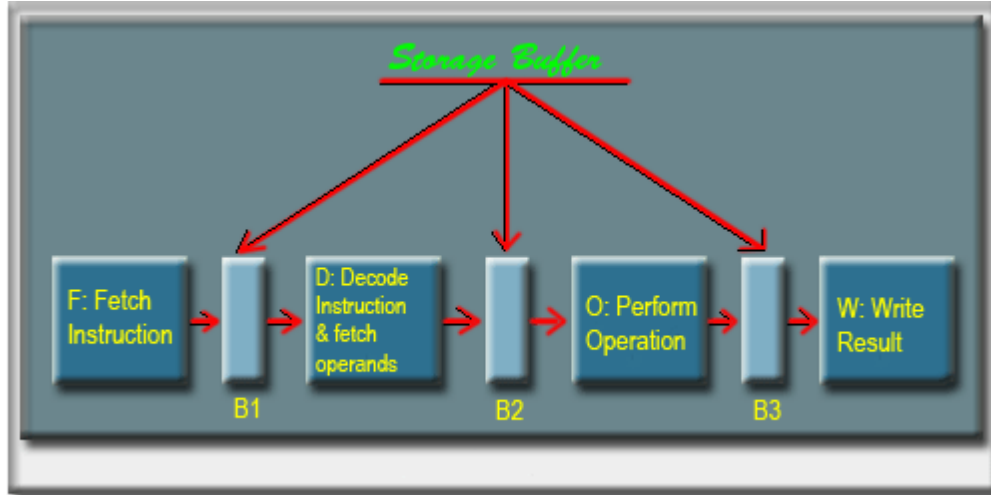 Storage Buffer
F: Fetch
Instruction
D: Decode
Instruction
& fetch
operands
O: Perform
Operation
W: Write
Result
B1
B2
B3